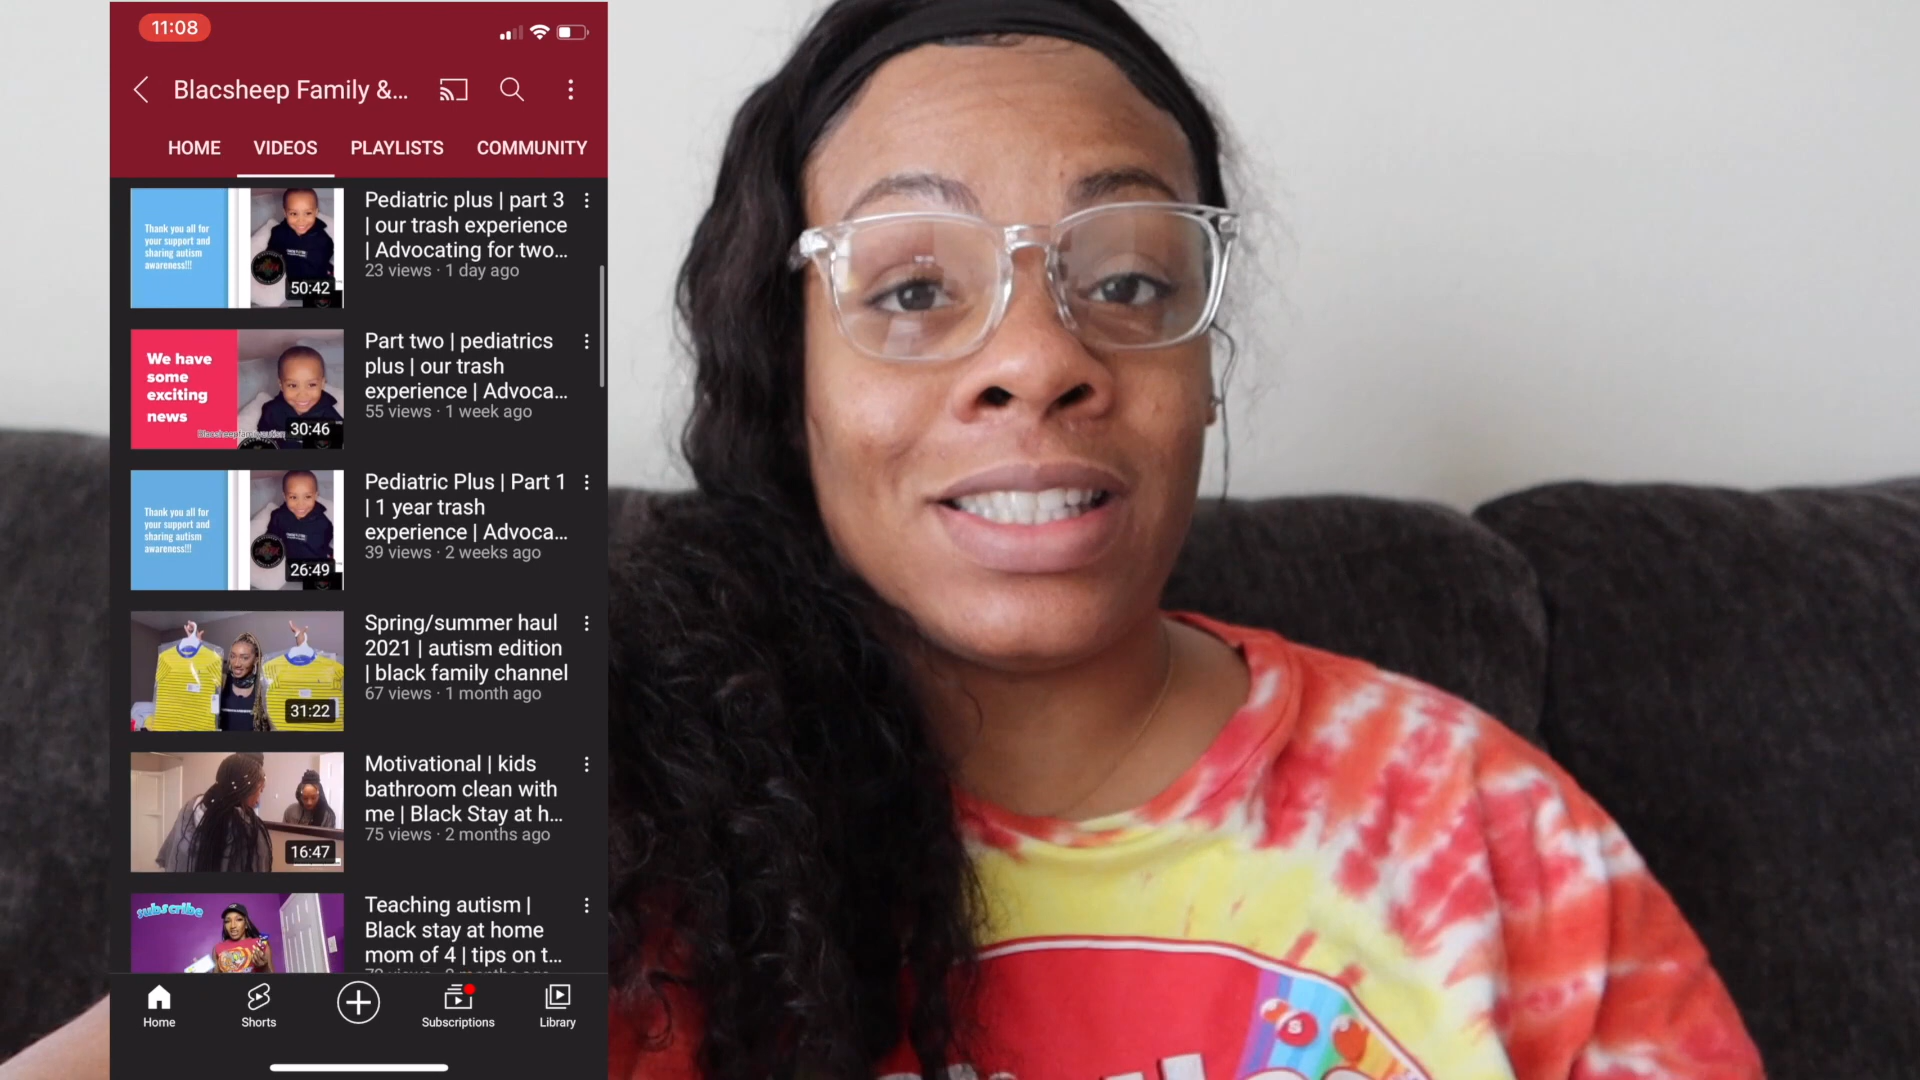 11:08
Blacsheep Family &...
HOME VIDEOS PLAYLISTS COMMUNITY
Thank you all for
your support and
sharing autism
awareness!!!
50:42
Pediatric plus | part 3
| our trash experience
| Advocating for two...
23 views · 1 day ago
We have
some
exciting
news
30:46
Part two | pediatrics
plus | our trash
experience | Advoca...
55 views · 1 week ago
Thank you all for
your support and
sharing autism
awareness!!!
26:49
Pediatric Plus | Part 1
| 1 year trash
experience | Advoca...
39 views · 2 weeks ago
31:22
Spring/summer haul
2021 | autism edition
| black family channel
67 views · 1 month ago
16:47
Motivational | kids
bathroom clean with
me | Black Stay at h...
75 views · 2 months ago
subscribe
Teaching autism |
Black stay at home
mom of 4 | tips on t...
Home
Shorts
Subscriptions
Library
S